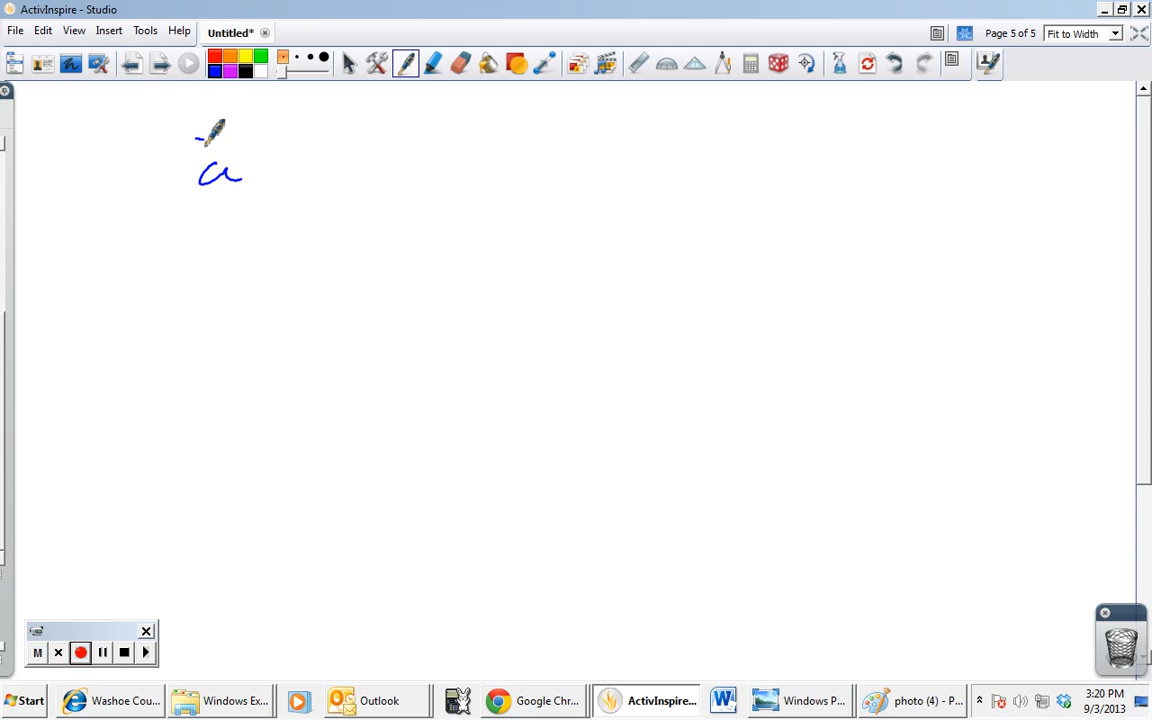 ActivInspire - Studio
File Edit View Insert Tools Help Untitled* Page 5 of 5 Fit to Width
a
M
Start Washoe Cou... Windows Ex... Outlook Google Chr... ActivInspire... Windows P... photo (4) - P... 3:20 PM
9/3/2013